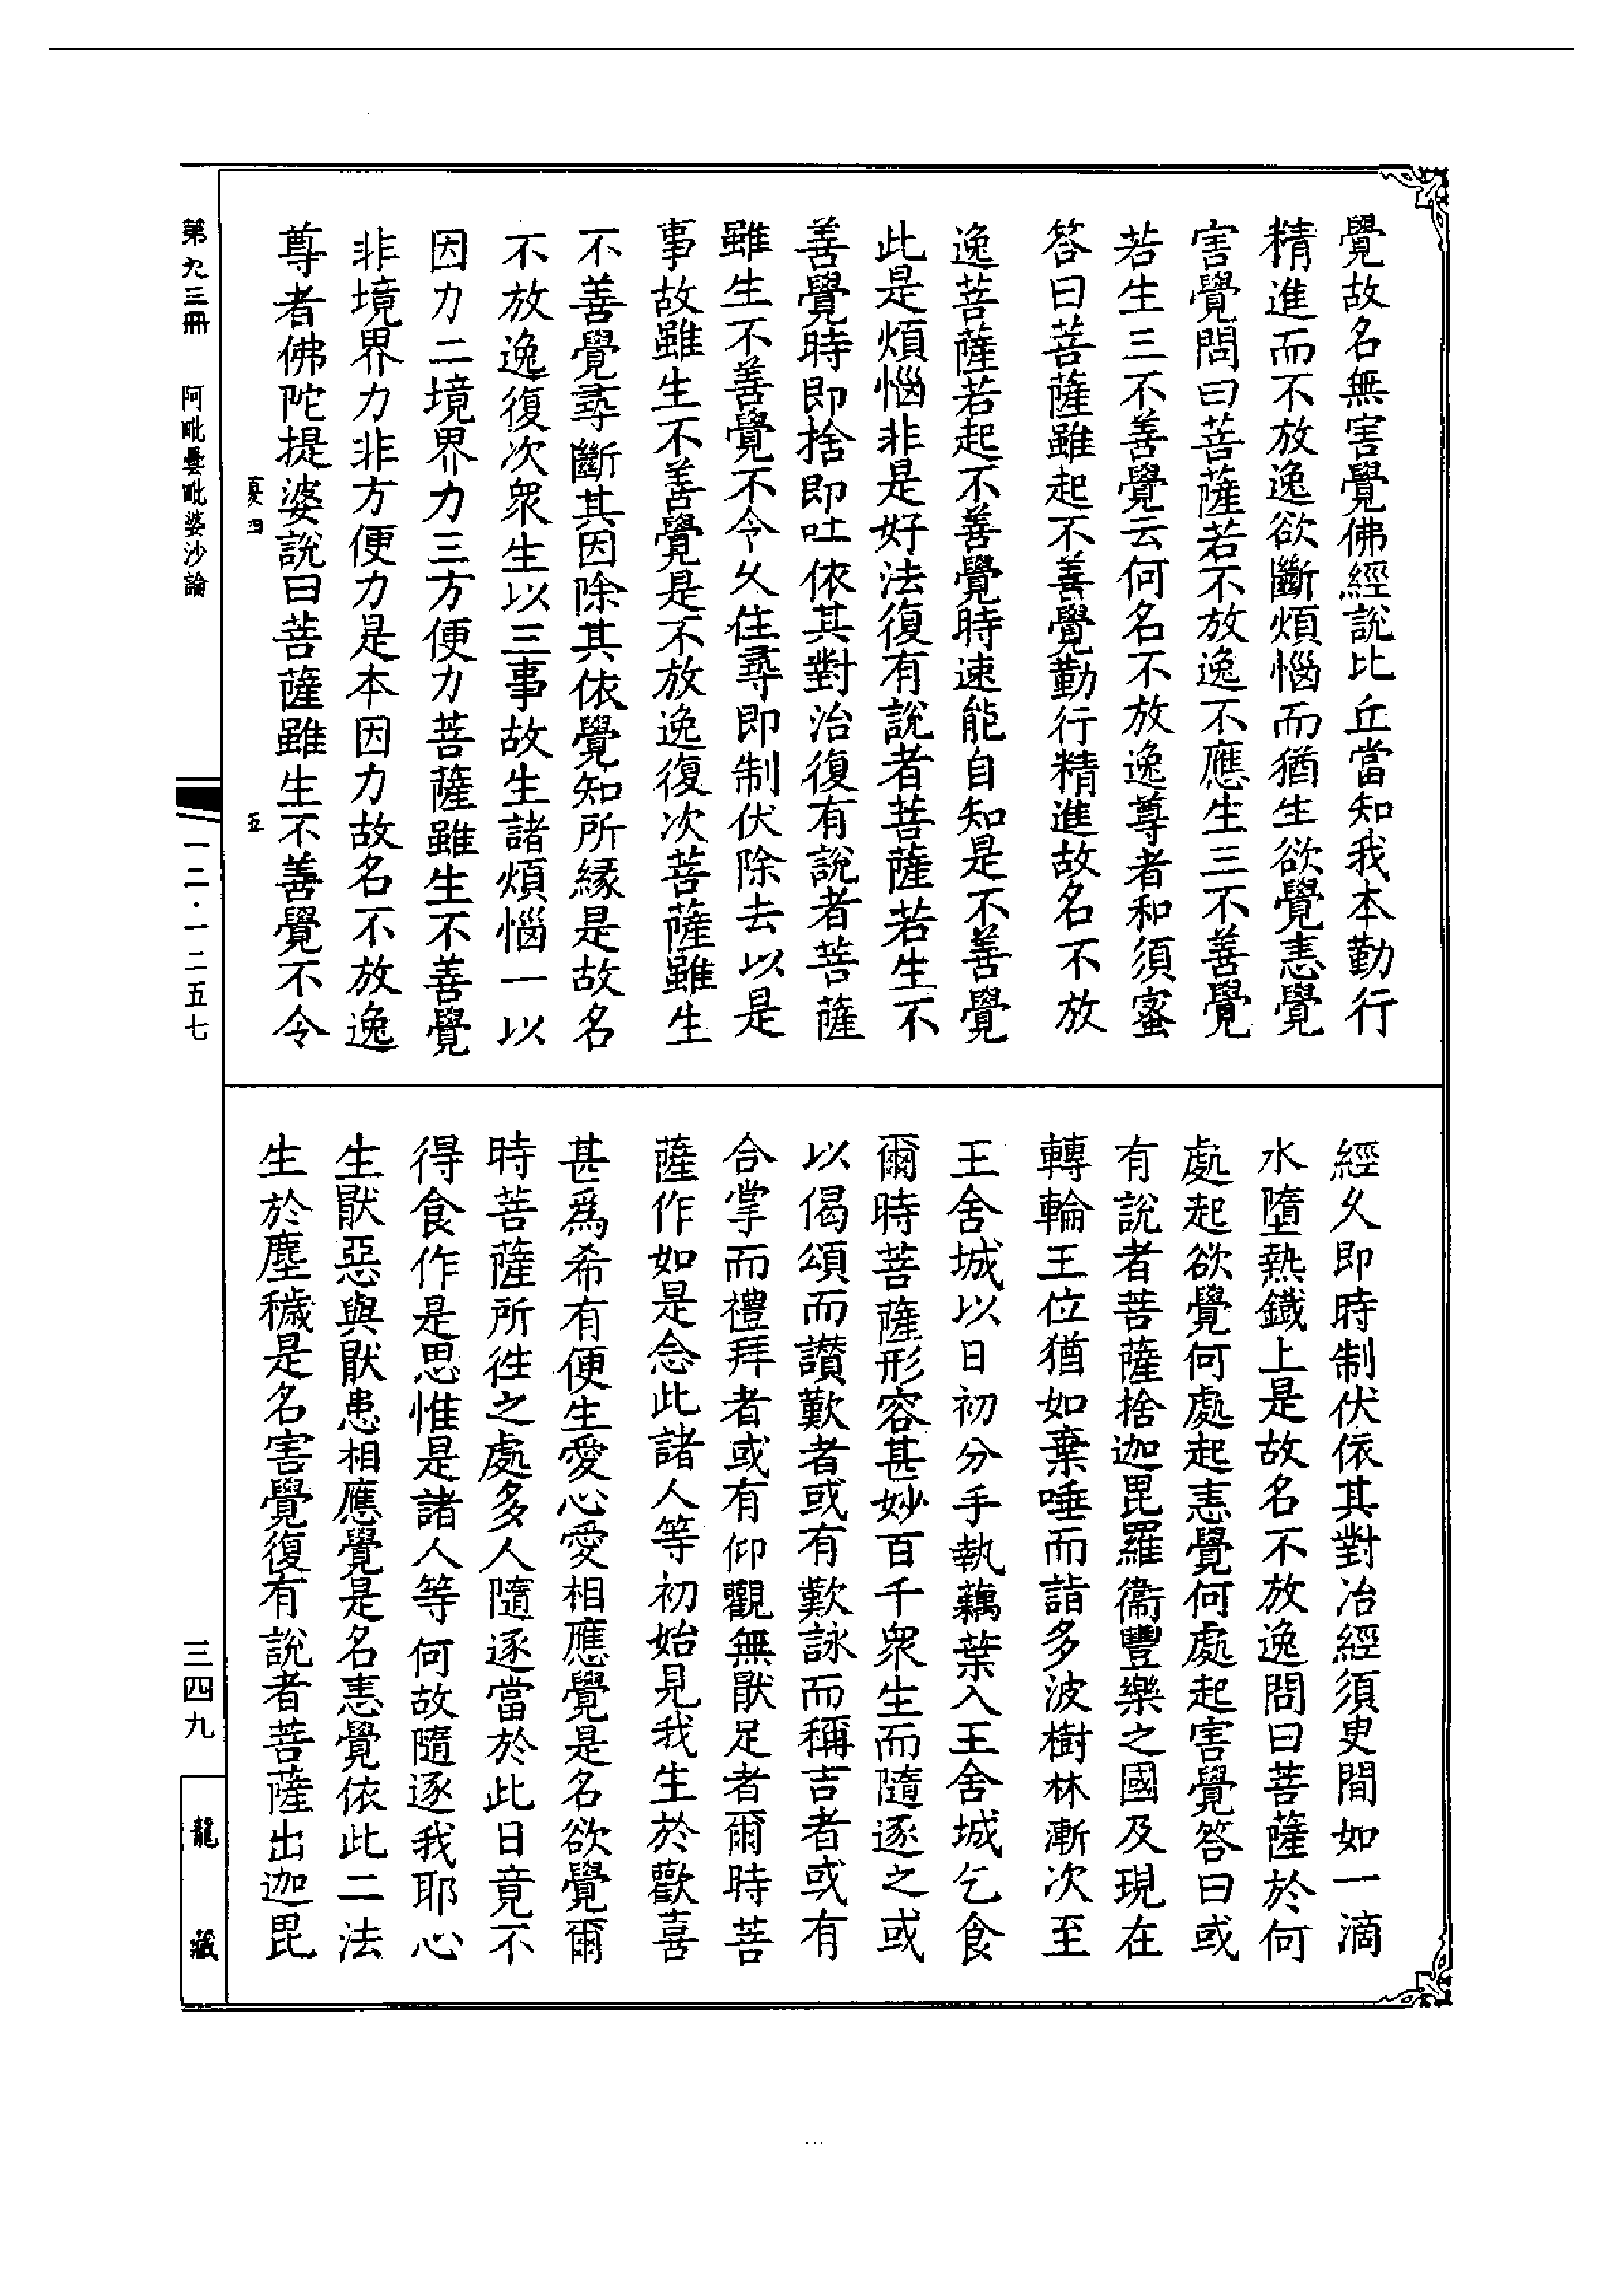 覺故名無害覺佛經說比丘當知我本勤行
精進而不放逸欲斷煩惱而猶生欲覺恚覺
害覺問曰菩薩若不放逸不應生三不善覺
若生三不善覺云何名不放逸尊者和須蜜
答曰菩薩雖起不善覺勤行精進故名不放
逸菩薩若起不善覺時速能自知是不善覺
此是煩惱非是好法復有說者菩薩若生不
善覺時即捨即吐依其對治復有說者菩薩
雖生不善覺不令久住尋即制伏除去以是
事故雖生不善覺是不放逸復次菩薩雖生
不善覺尋斷其因除其依覺知所緣是故名
不放逸復次衆生以三事故生諸煩惱一以
因力二境界力三方便力菩薩雖生不善覺
非境界力非方便力是本因力故名不放逸
尊者佛陀提婆說曰菩薩雖生不善覺不令
經久即時制伏依其對治經須臾間如一滴
水墮熱鐵上是故名不放逸問曰菩薩於何
處起欲覺何處起恚覺何處起害覺答曰或
有說者菩薩捨迦毘羅衞豐樂之國及現在
轉輪王位猶如棄唾而詣多波樹林漸次至
王舍城以日初分手執藕葉入王舍城乞食
爾時菩薩形容甚妙百千衆生而隨逐之或
以偈頌而讚歎者或有歎詠而稱吉者或有
合掌而禮拜者或有仰觀無猒足者爾時菩
薩作如是念此諸人等初始見我生於歡喜
甚爲希有便生愛心愛相應覺是名欲覺爾
時菩薩所往之處多人隨逐當於此日竟不
得食作是思惟是諸人等何故隨逐我耶心
生猒惡與猒患相應覺是名恚覺依此二法
生於塵穢是名害覺復有說者菩薩出迦毘
憂四 五
第九三冊 阿毗曇毗婆沙論
一二·一二五七
三四九
龍藏